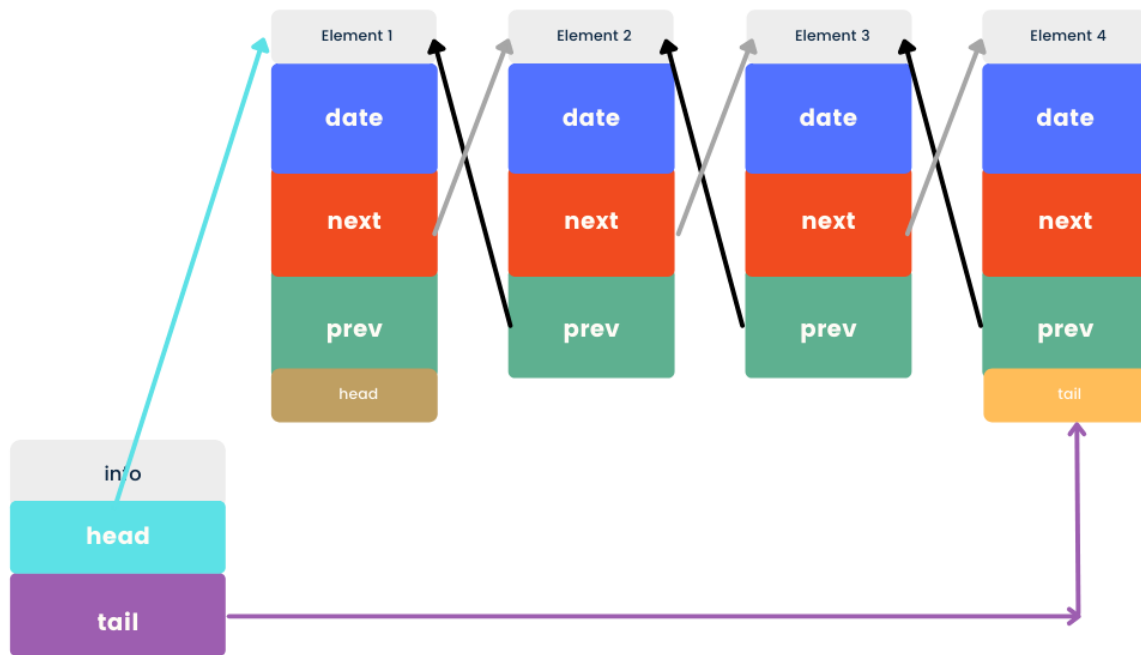 Element 1
Element 2
Element 3
Element 4
date
date
date
date
next
next
next
next
prev
prev
prev
prev
head
tail
info
head
tail